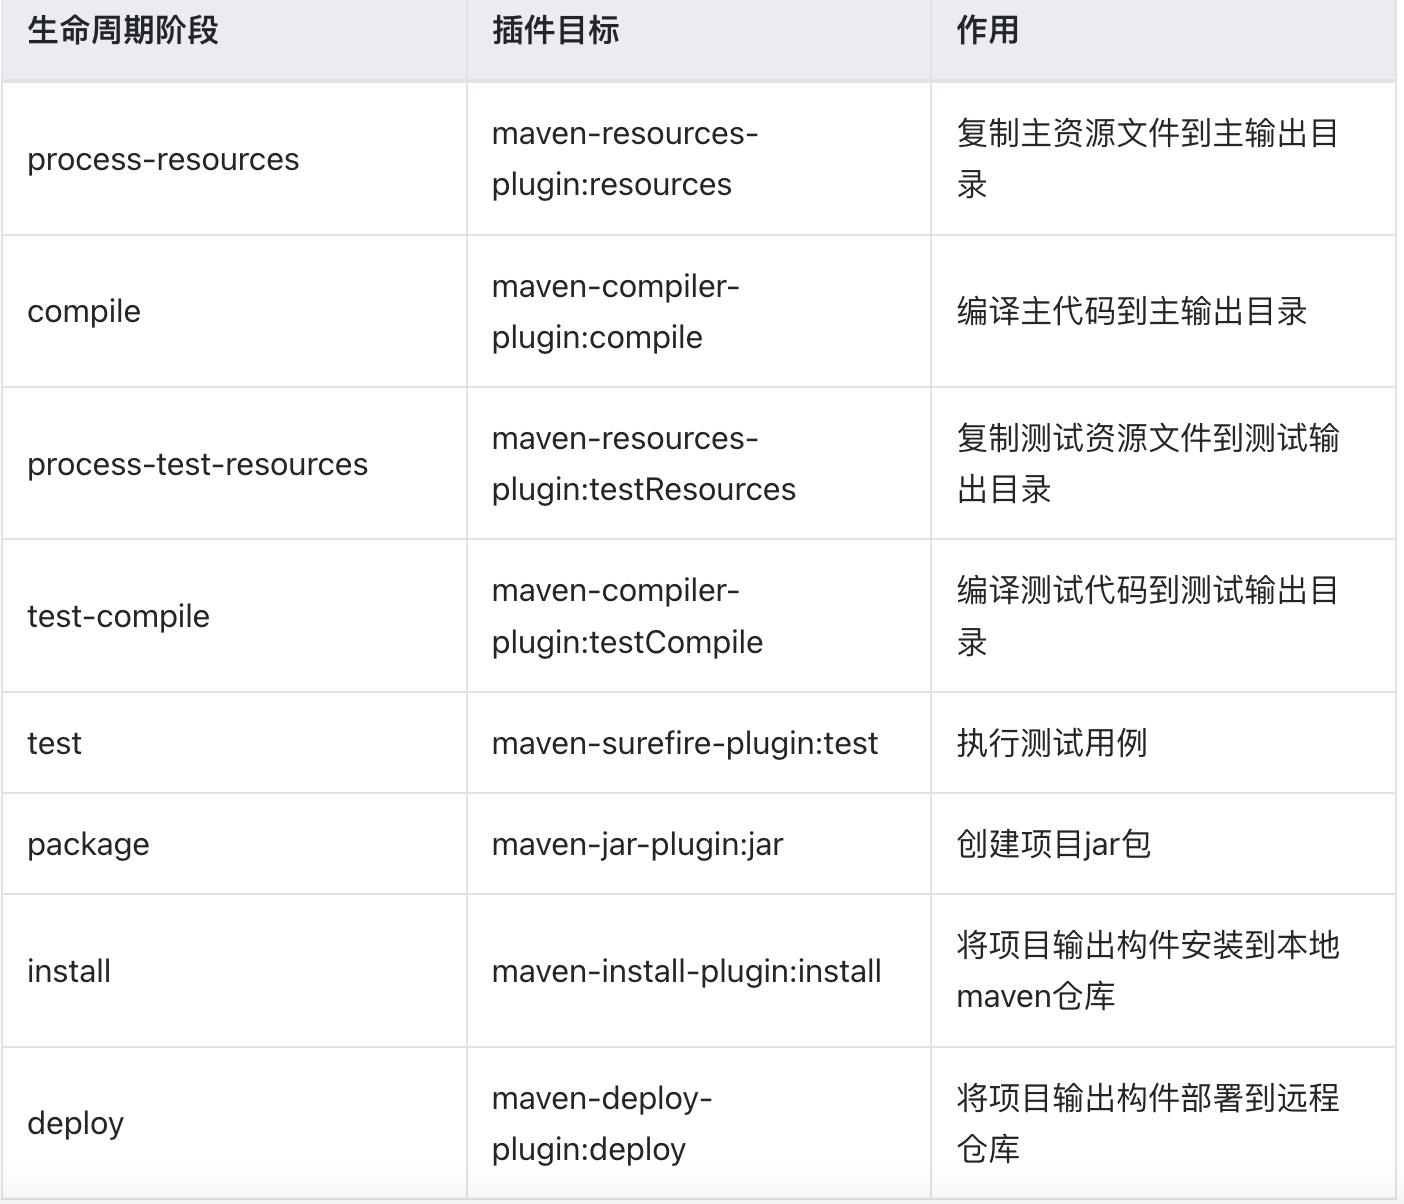 生命周期阶段
插件目标
作用
process-resources
maven-resources-
plugin:resources
复制主资源文件到主输出目
录
compile
maven-compiler-
plugin:compile
编译主代码到主输出目录
process-test-resources
maven-resources-
plugin:testResources
复制测试资源文件到测试输
出目录
test-compile
maven-compiler-
plugin:testCompile
编译测试代码到测试输出目
录
test
maven-surefire-plugin:test
执行测试用例
package
maven-jar-plugin:jar
创建项目jar包
install
maven-install-plugin:install
将项目输出构件安装到本地
maven仓库
deploy
maven-deploy-
plugin:deploy
将项目输出构件部署到远程
仓库